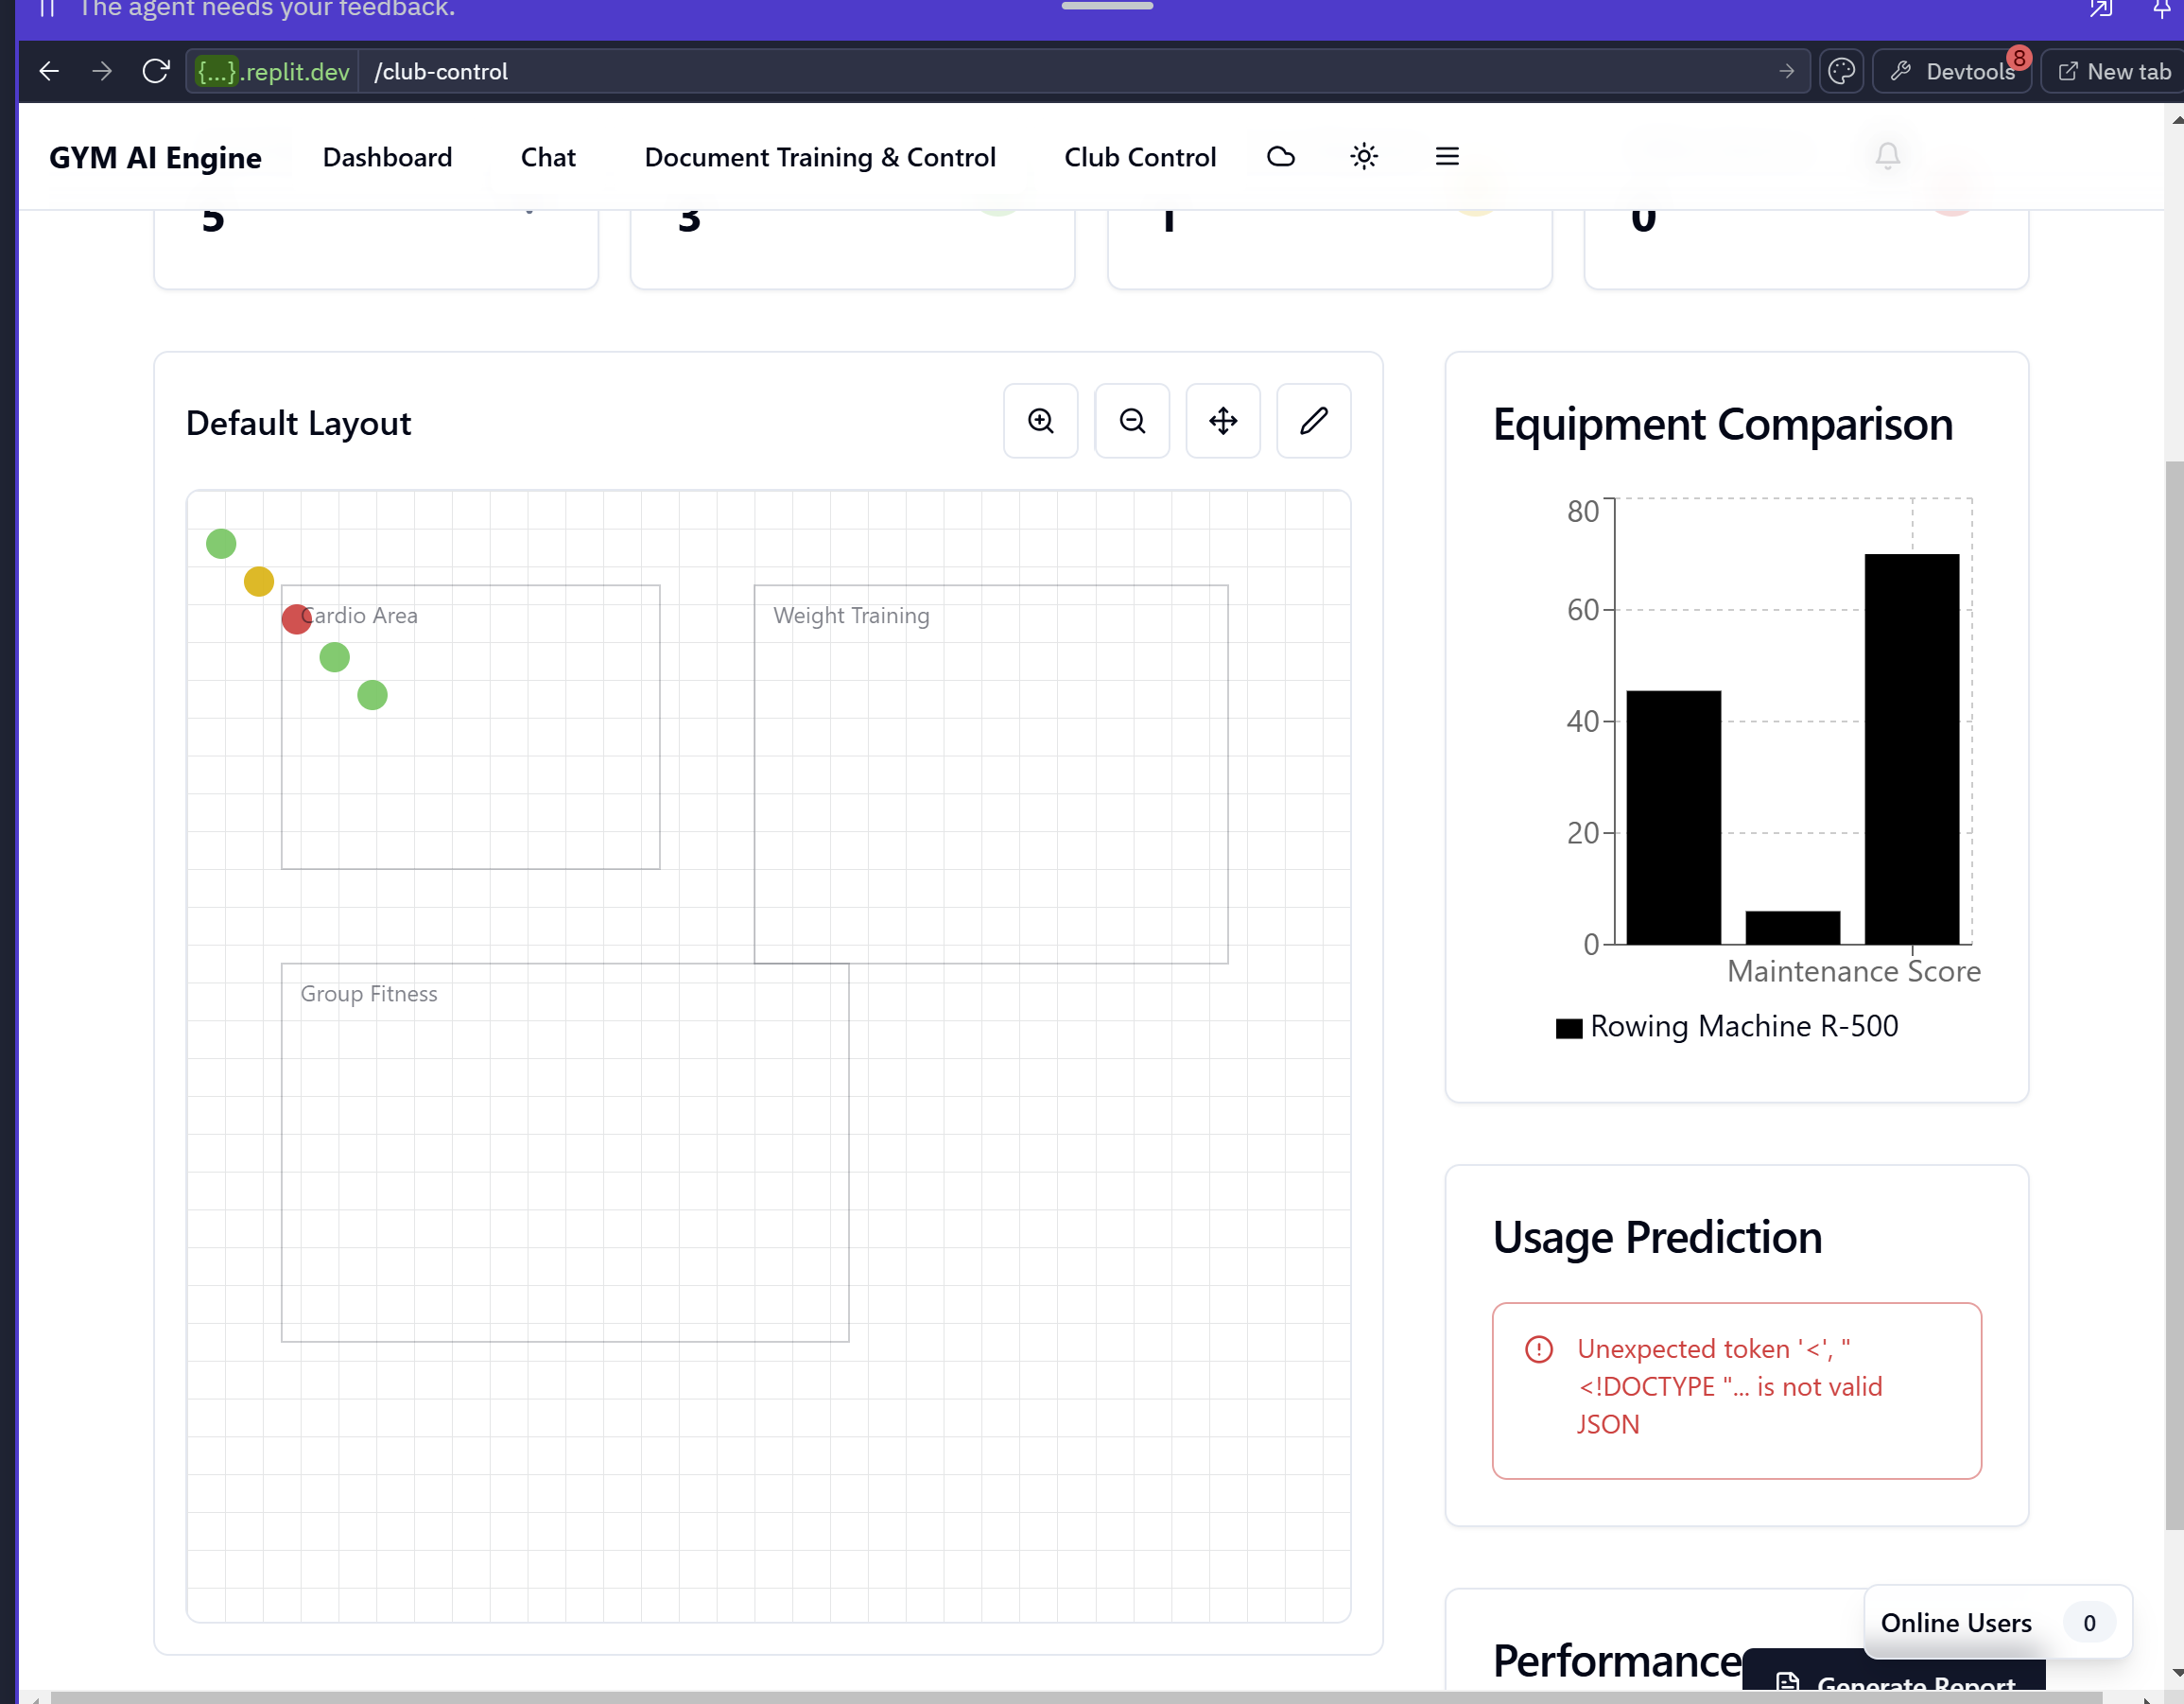 The agent needs your feedback.
{...}.replit.dev /club-control
Devtools 8
New tab
GYM AI Engine Dashboard Chat Document Training & Control Club Control
5 3 1 0
Default Layout
Cardio Area
Weight Training
Group Fitness
Equipment Comparison
80
60
40
20
0
Maintenance Score
Rowing Machine R-500
Usage Prediction
Unexpected token '<', "
<!DOCTYPE "... is not valid
JSON
Online Users 0
Performance
Generate Report